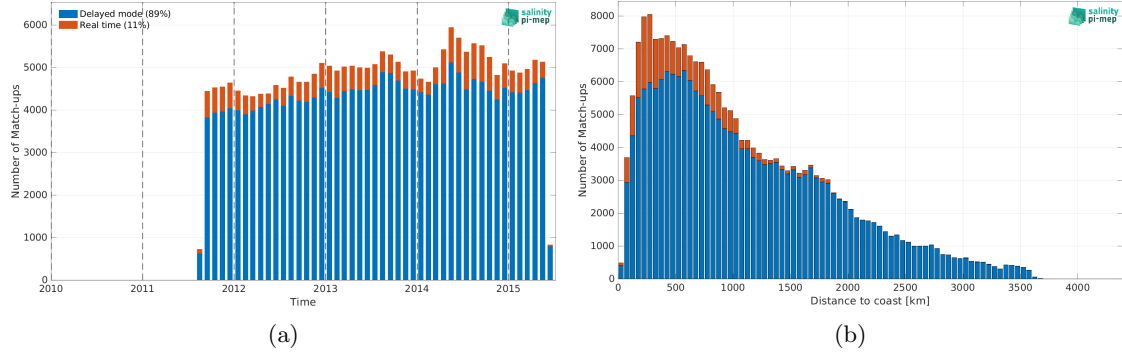 Delayed mode (89%)
Real time (11%)
salinity
pi-mep
Number of Match-ups
6000
5000
4000
3000
2000
1000
0
2010
2011
2012
2013
2014
2015
Time
(a)
salinity
pi-mep
Number of Match-ups
8000
7000
6000
5000
4000
3000
2000
1000
0
0
500
1000
1500
2000
2500
3000
3500
4000
Distance to coast [km]
(b)